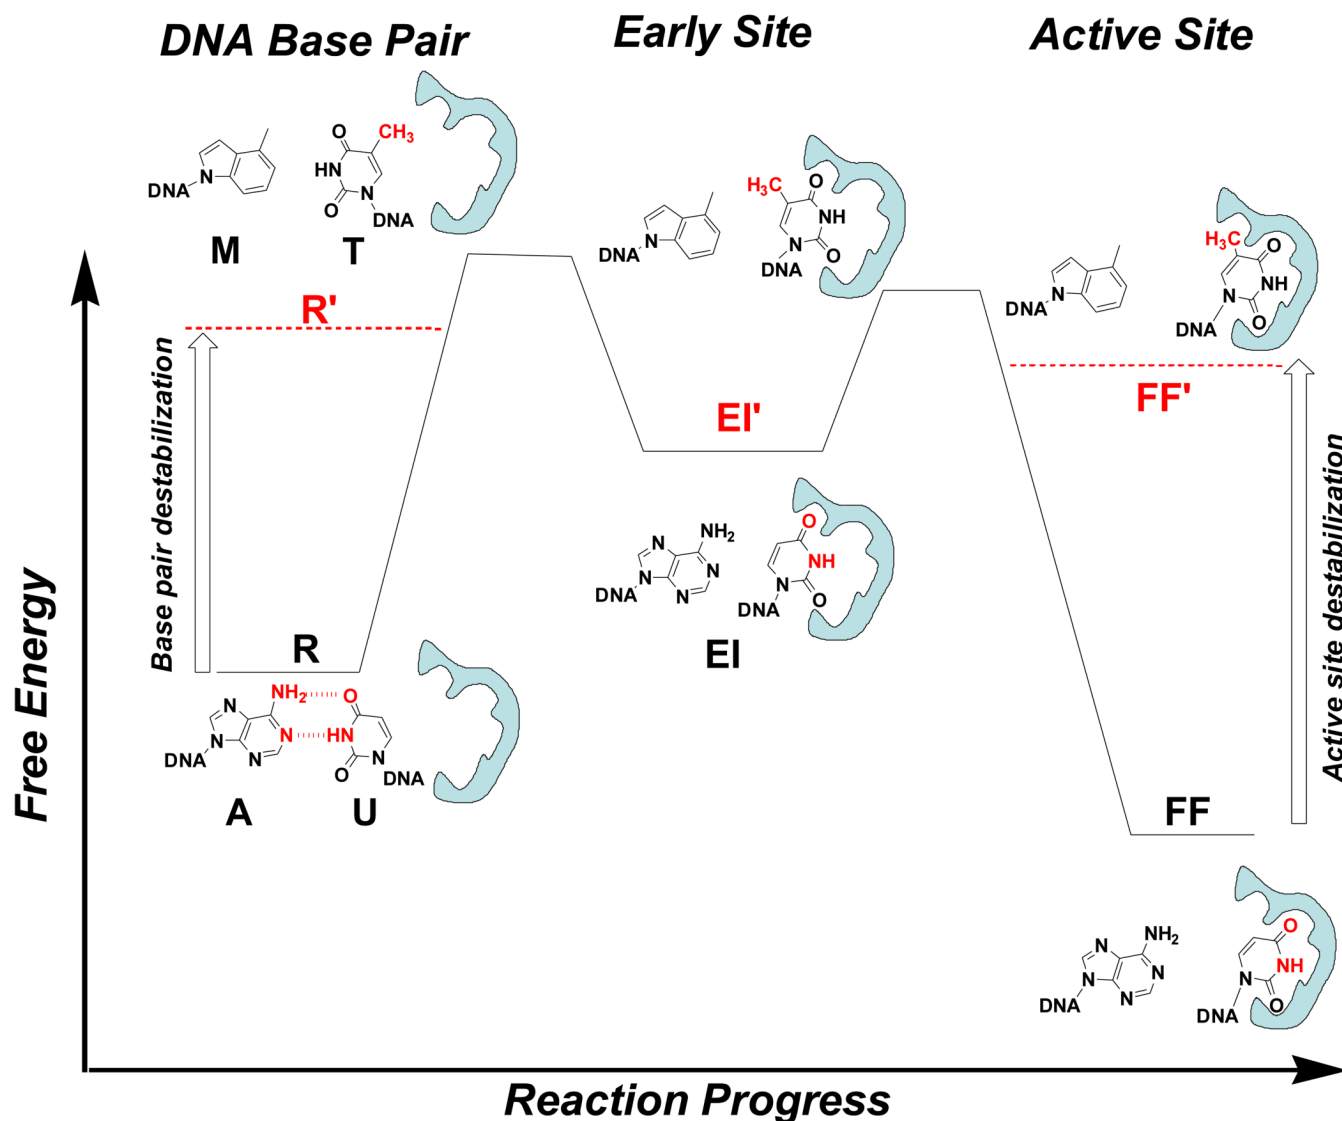 DNA Base Pair
Early Site
Active Site
O
CH3
HN
N
DNA
N
O
DNA
M
T
H3C
O
NH
N
DNA
N
O
DNA
H3C
O
NH
N
DNA
N
O
DNA
R'
EI'
FF'
Base pair destabilization
Active site destabilization
Free Energy
R
NH2
O
N
N
N
HN
N
DNA
N
O
DNA
A
U
NH2
O
N
N
NH
N
N
N
O
DNA
DNA
EI
FF
NH2
O
N
N
NH
N
N
N
O
DNA
DNA
Reaction Progress